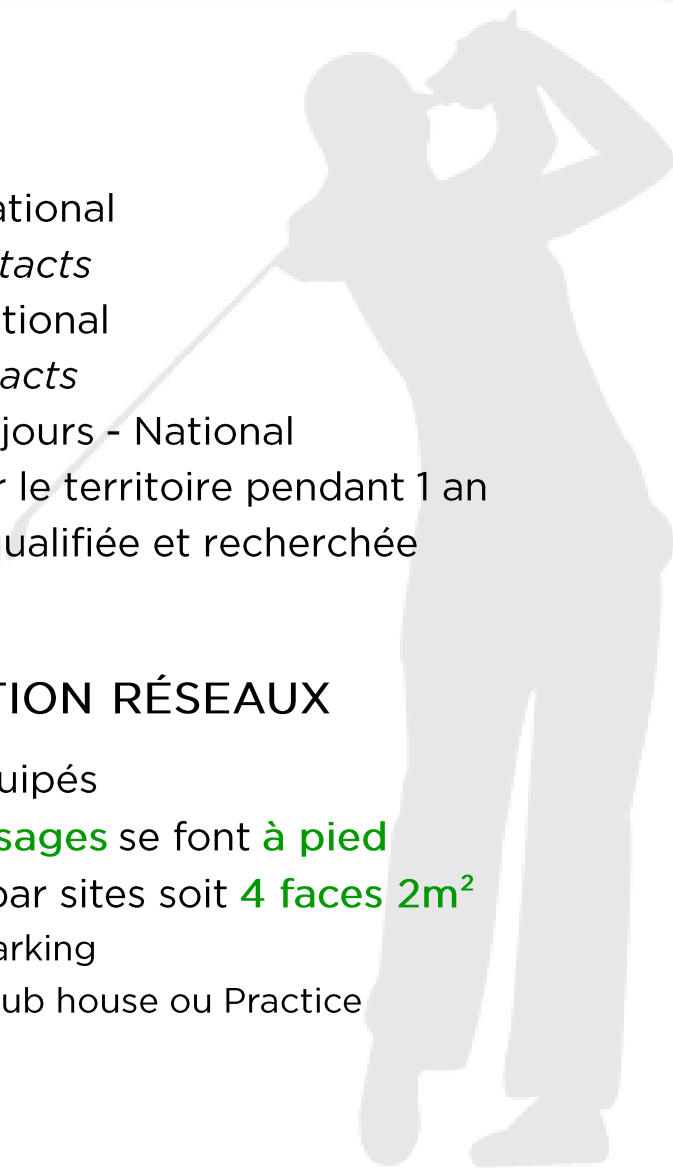 ational
tacts
tional
acts
jours - National
r le territoire pendant 1 an
qualifiée et recherchée
TION RÉSEAUX
uipés
sages se font à pied
par sites soit 4 faces 2m²
arking
ub house ou Practice